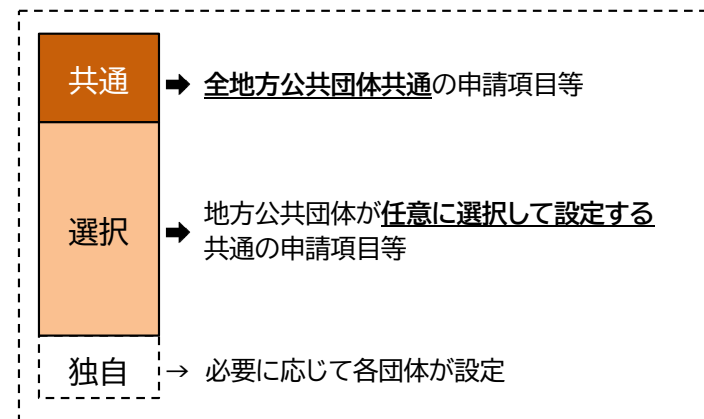 共通 ➡ 全地方公共団体共通の申請項目等
選択 ➡ 地方公共団体が任意に選択して設定する
共通の申請項目等
独自 → 必要に応じて各団体が設定